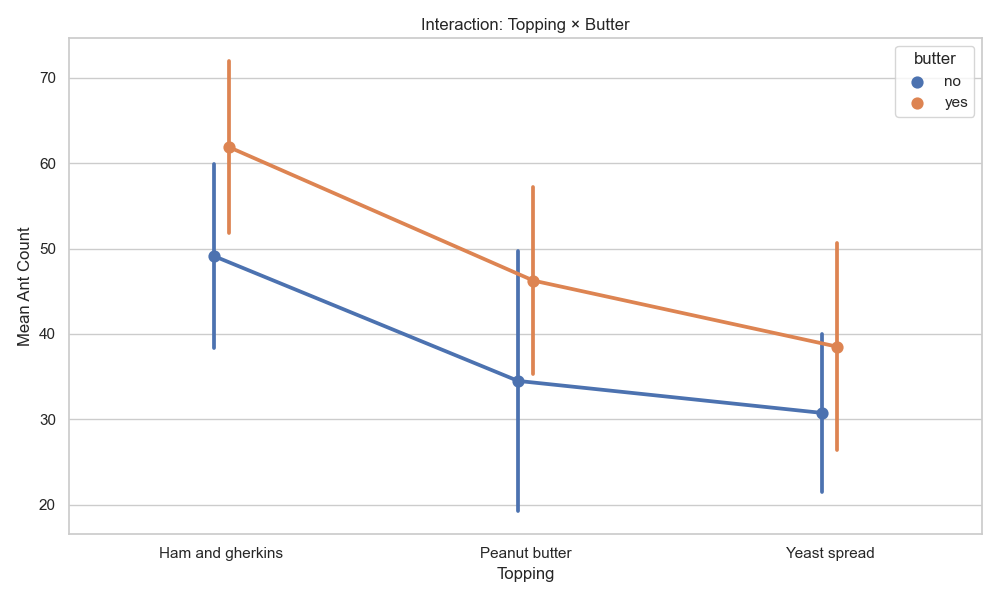 Interaction: Topping × Butter
butter
no
yes
70
60
50
40
30
20
Mean Ant Count
Ham and gherkins
Peanut butter
Yeast spread
Topping